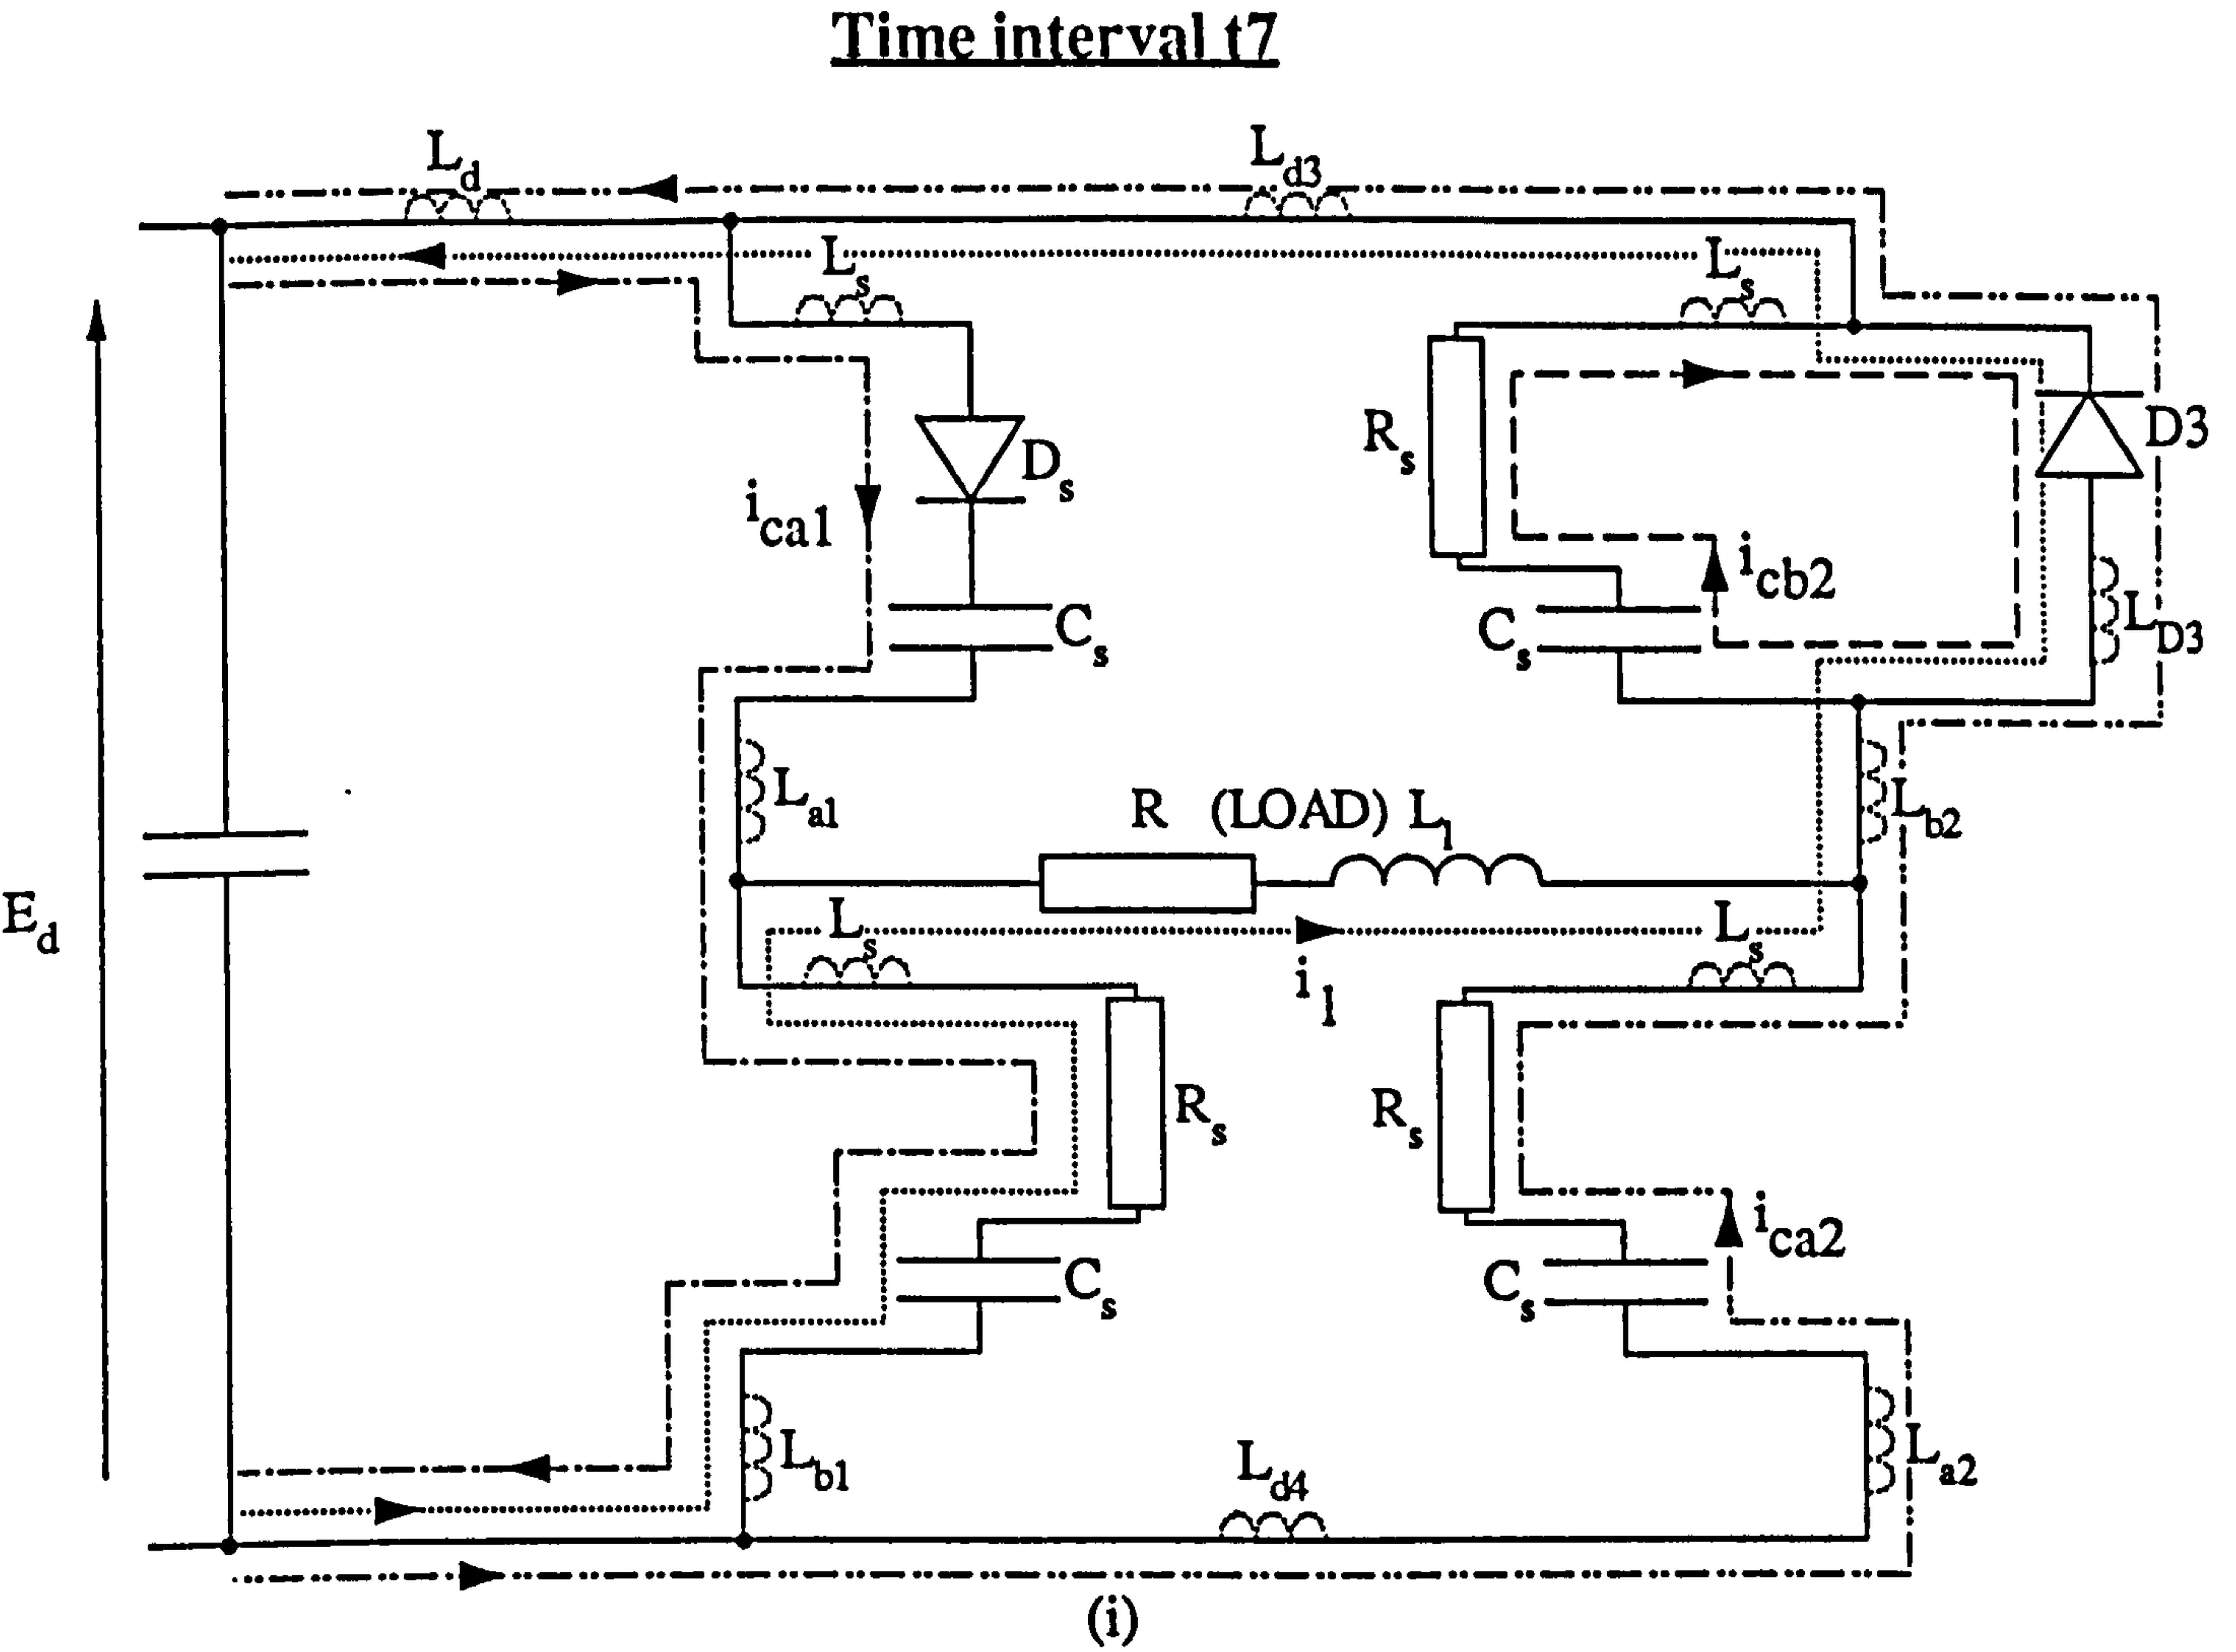 Time interval t7
L_d
L_d3
L_s
L_s
R_s
D3
D_s
i_ca1
i_cb2
C_s
C_s
L_D3
L_a1
R (LOAD) L_l
L_b2
E_d
L_s
L_s
i_1
R_s
R_s
i_ca2
C_s
C_s
L_b1
L_d4
L_a2
(i)